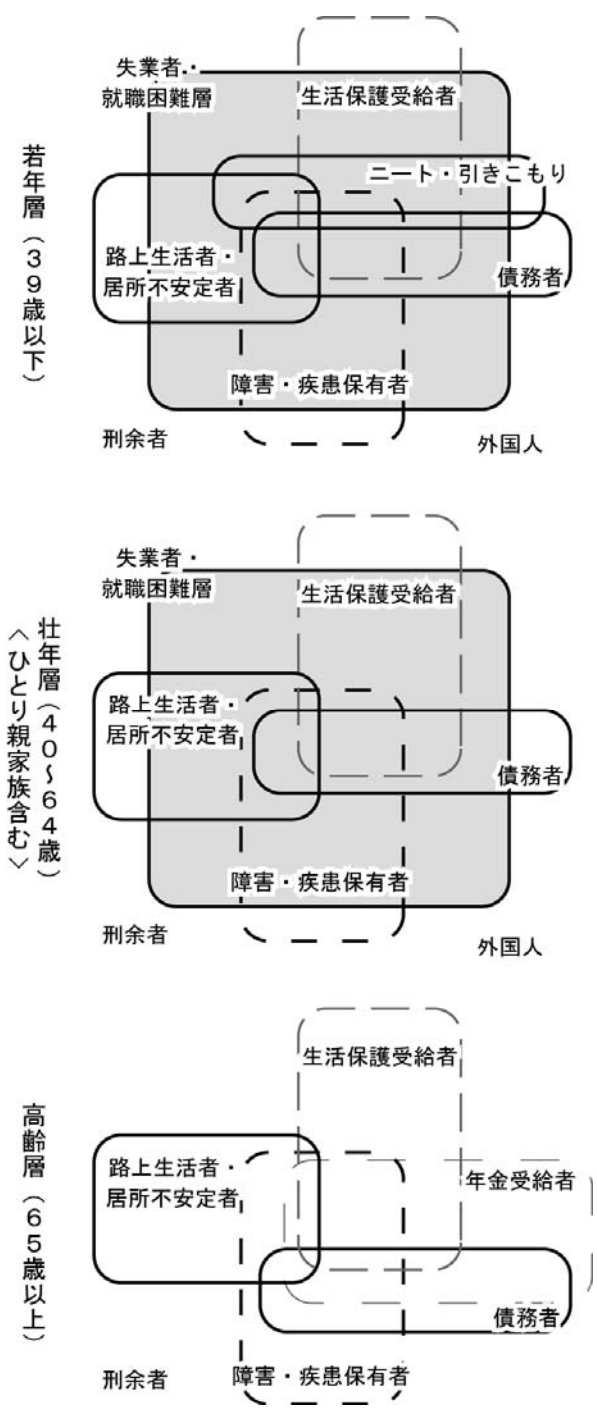 若年層(39歳以下)
失業者・
就職困難層
生活保護受給者
ニート・引きこもり
路上生活者・
居所不安定者
債務者
障害・疾患保有者
刑余者
外国人
壮年層(40~64歳)
<ひとり親家族含む>
失業者・
就職困難層
生活保護受給者
路上生活者・
居所不安定者
債務者
障害・疾患保有者
刑余者
外国人
高齢層(65歳以上)
生活保護受給者
路上生活者・
居所不安定者
年金受給者
債務者
刑余者
障害・疾患保有者